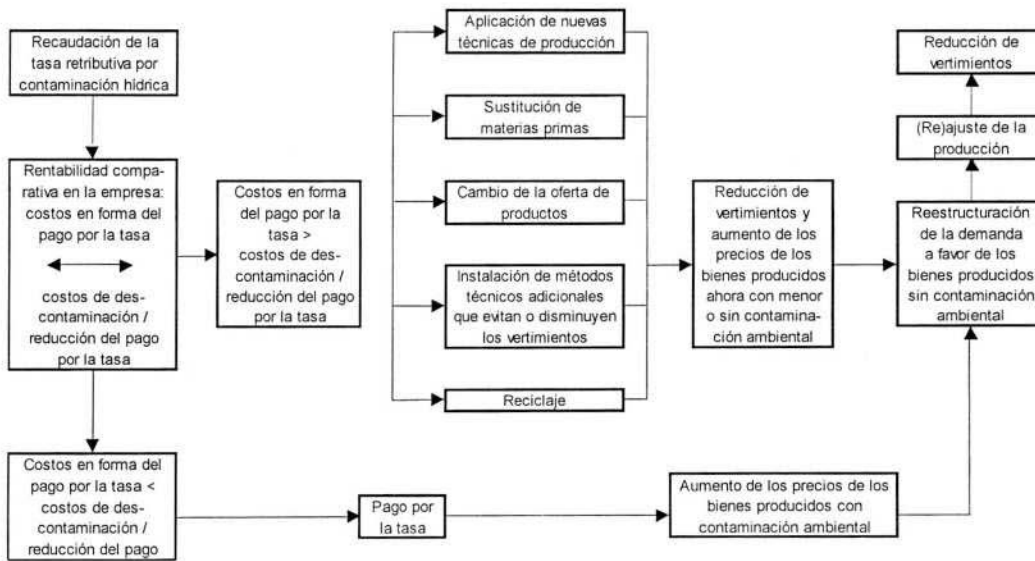 Recaudación de la
tasa retributiva por
contaminación hídrica
Rentabilidad compa-
rativa en la empresa:
costos en forma del
pago por la tasa
costos de des-
contaminación /
reducción del pago
por la tasa
Costos en forma del
pago por la tasa <
costos de des-
contaminación /
reducción del pago
Costos en forma
del pago por la
tasa >
costos de des-
contaminación /
reducción del pago
por la tasa
Aplicación de nuevas
técnicas de producción
Sustitución de
materias primas
Cambio de la oferta de
productos
Instalación de métodos
técnicos adicionales
que evitan o disminuyen
los vertimientos
Reciclaje
Pago por
la tasa
Reducción de
vertimientos y
aumento de los
precios de los
bienes producidos
ahora con menor
o sin contamina-
ción ambiental
Aumento de los precios de los
bienes producidos con
contaminación ambiental
Reducción de
vertimientos
(Re)ajuste de la
producción
Reestructuración
de la demanda
a favor de los
bienes producidos
sin contaminación
ambiental